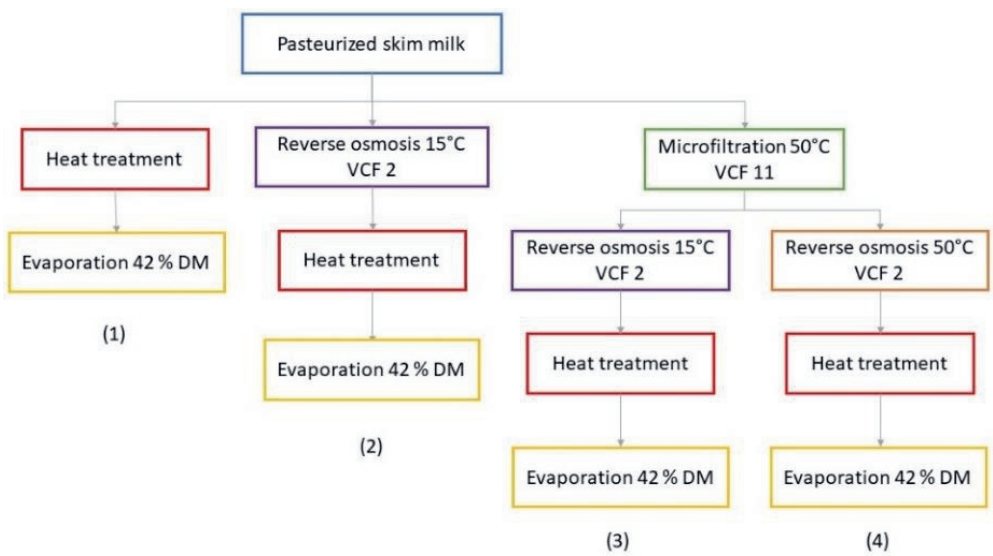 Pasteurized skim milk
Heat treatment
Evaporation 42 % DM
(1)
Reverse osmosis 15°C
VCF 2
Heat treatment
Evaporation 42 % DM
(2)
Microfiltration 50°C
VCF 11
Reverse osmosis 15°C
VCF 2
Heat treatment
Evaporation 42 % DM
(3)
Reverse osmosis 50°C
VCF 2
Heat treatment
Evaporation 42 % DM
(4)